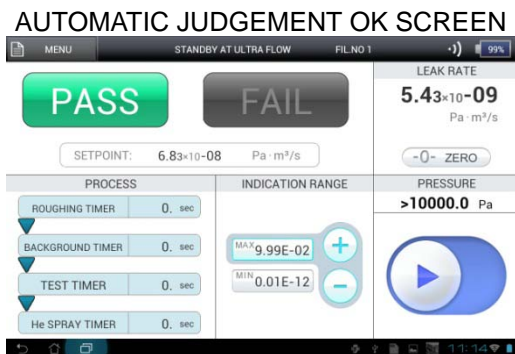 AUTOMATIC JUDGEMENT OK SCREEN
MENU STANDBY AT ULTRA FLOW FIL.NO 1 99%
PASS FAIL
SETPOINT: 6.83×10-08 Pa·m³/s
LEAK RATE
5.43×10-09
Pa·m³/s
-0- ZERO
PROCESS
ROUGHING TIMER 0. sec
BACKGROUND TIMER 0. sec
TEST TIMER 0. sec
He SPRAY TIMER 0. sec
INDICATION RANGE
MAX 9.99E-02 +
MIN 0.01E-12 −
PRESSURE
>10000.0 Pa
11:14